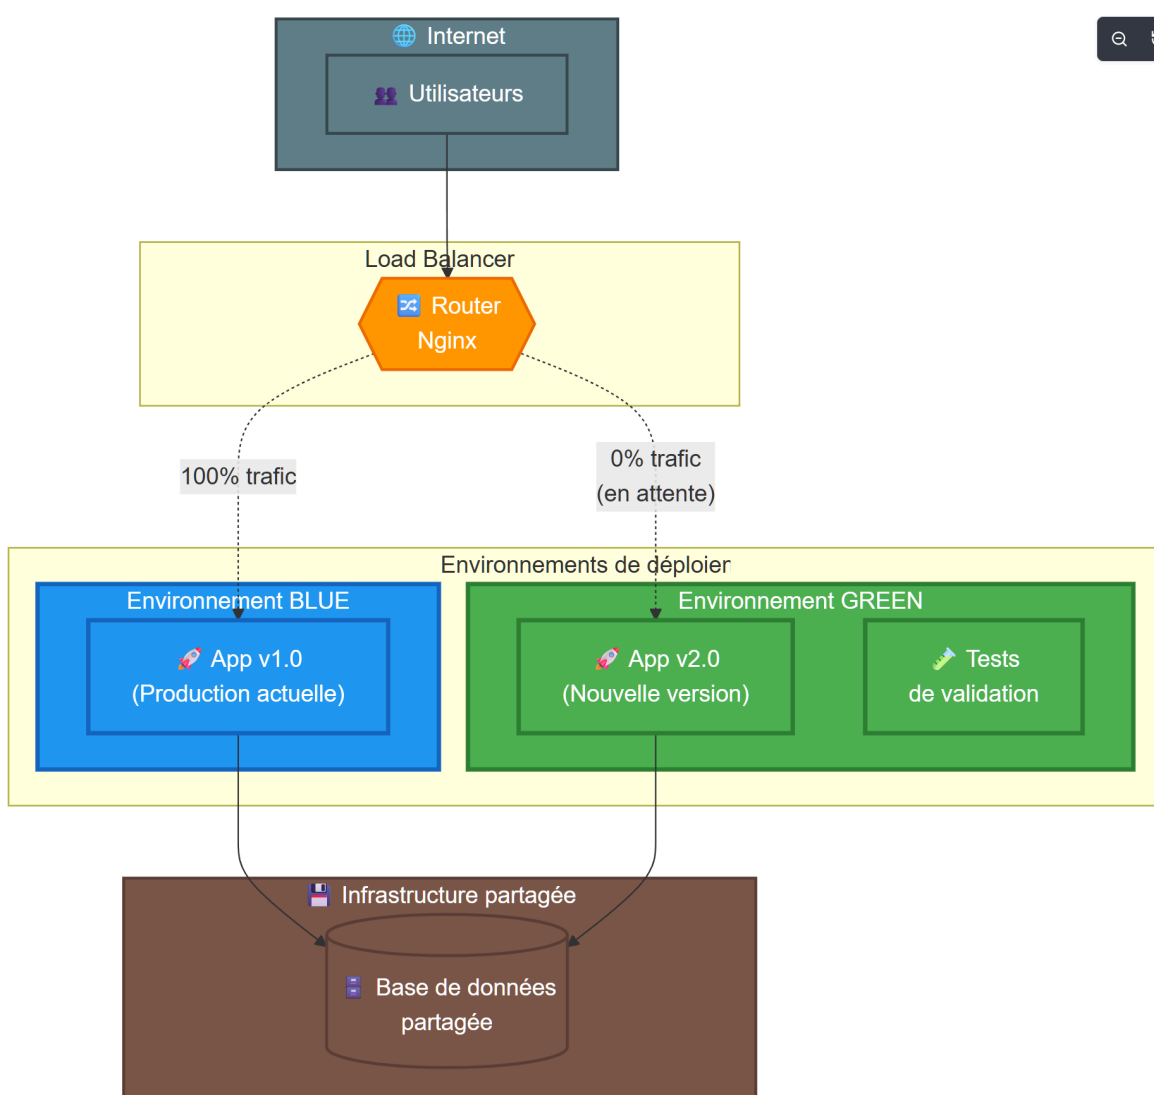 Internet
Utilisateurs
Load Balancer
Router
Nginx
100% trafic
0% trafic
(en attente)
Environnements de déploier
Environnement BLUE
Environnement GREEN
App v1.0
(Production actuelle)
App v2.0
(Nouvelle version)
Tests
de validation
Infrastructure partagée
Base de données
partagée